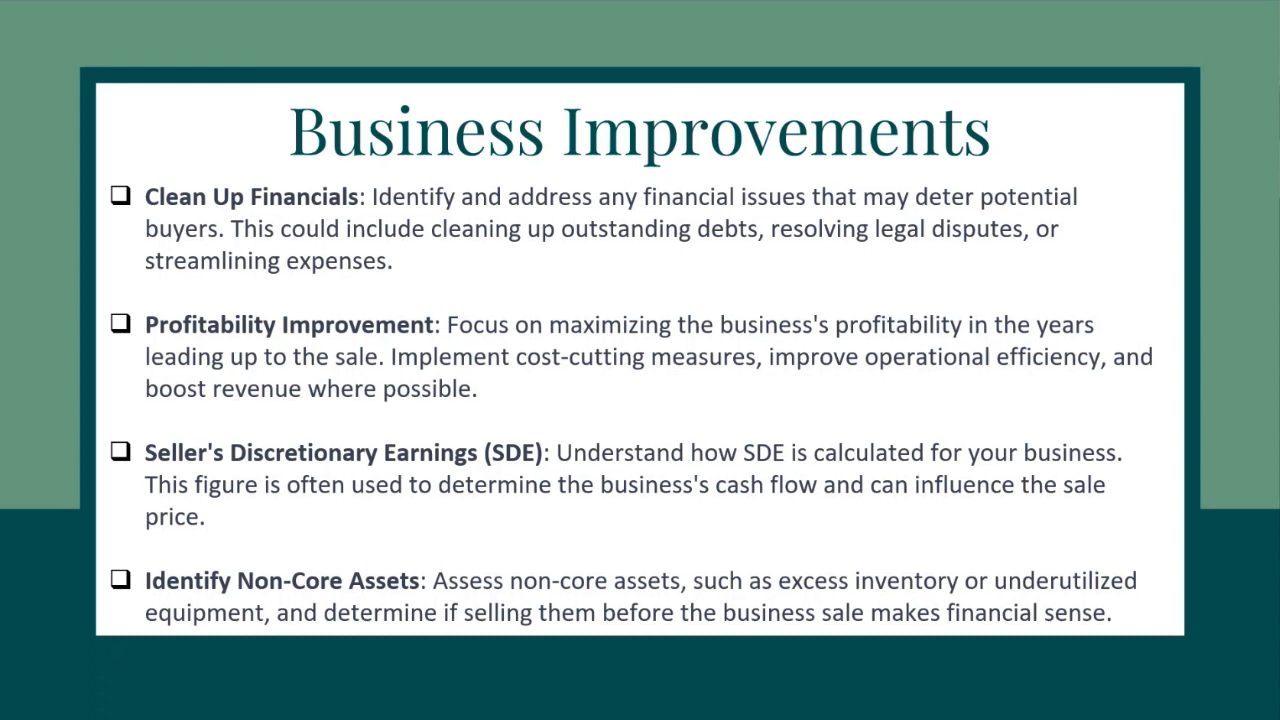 Business Improvements
❑ Clean Up Financials: Identify and address any financial issues that may deter potential
buyers. This could include cleaning up outstanding debts, resolving legal disputes, or
streamlining expenses.
❑ Profitability Improvement: Focus on maximizing the business's profitability in the years
leading up to the sale. Implement cost-cutting measures, improve operational efficiency, and
boost revenue where possible.
❑ Seller's Discretionary Earnings (SDE): Understand how SDE is calculated for your business.
This figure is often used to determine the business's cash flow and can influence the sale
price.
❑ Identify Non-Core Assets: Assess non-core assets, such as excess inventory or underutilized
equipment, and determine if selling them before the business sale makes financial sense.